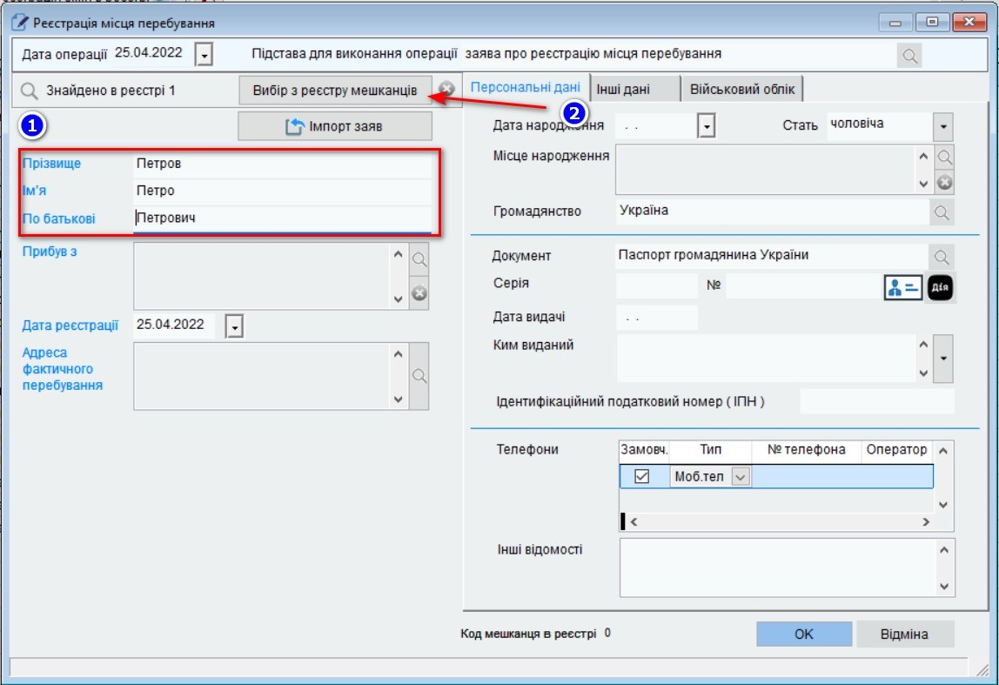 Реєстрація місця перебування
Дата операції 25.04.2022 Підстава для виконання операції заява про реєстрацію місця перебування
Знайдено в реєстрі 1 Вибір з реєстру мешканців
1
Імпорт заяв
Прізвище Петров
Ім'я Петро
По батькові Петрович
Прибув з
Дата реєстрації 25.04.2022
Адреса
фактичного
перебування
Персональні дані Інші дані Військовий облік
2
Дата народження . . Стать чоловіча
Місце народження
Громадянство Україна
Документ Паспорт громадянина України
Серія № Дія
Дата видачі . .
Ким виданий
Ідентифікаційний податковий номер ( ІПН )
Телефони Замовч. Тип № телефона Оператор
Моб.тел
Інші відомості
Код мешканця в реєстрі 0 OK Відміна